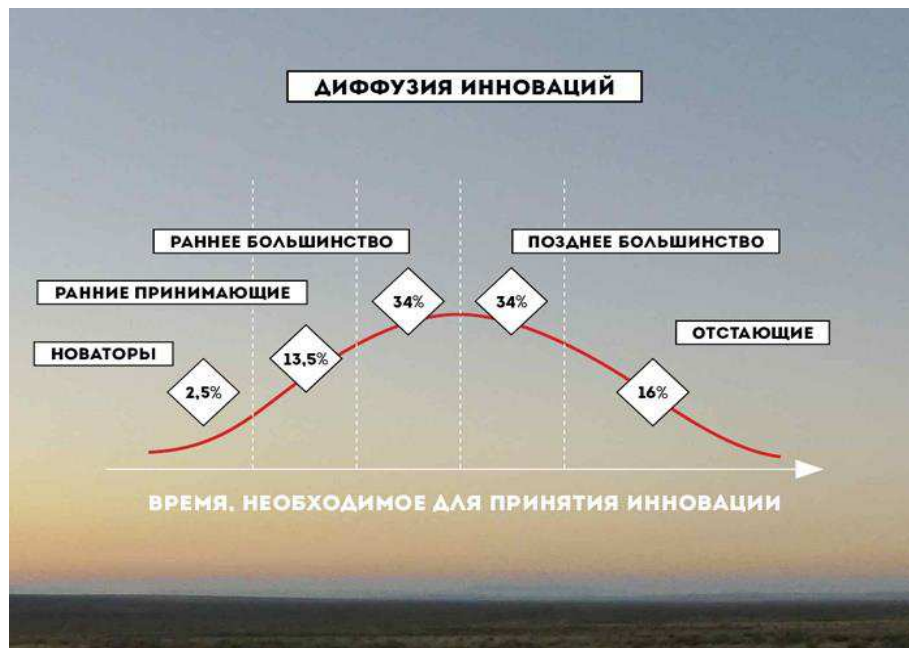 ДИФФУЗИЯ ИННОВАЦИЙ
РАННЕЕ БОЛЬШИНСТВО
ПОЗДНЕЕ БОЛЬШИНСТВО
РАННИЕ ПРИНИМАЮЩИЕ
34%
34%
НОВАТОРЫ
13,5%
ОТСТАЮЩИЕ
2,5%
16%
ВРЕМЯ, НЕОБХОДИМОЕ ДЛЯ ПРИНЯТИЯ ИННОВАЦИИ